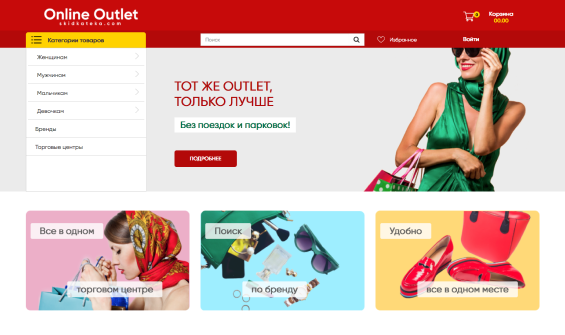 Online Outlet
skidkoteka.com
Корзина
00.00
0
Категории товаров
Поиск
Избранное
Войти
Женщинам
Мужчинам
Мальчикам
Девочкам
Бренды
Торговые центры
ТОТ ЖЕ OUTLET,
ТОЛЬКО ЛУЧШЕ
Без поездок и парковок!
ПОДРОБНЕЕ
Все в одном
торговом центре
Поиск
по бренду
Удобно
все в одном месте